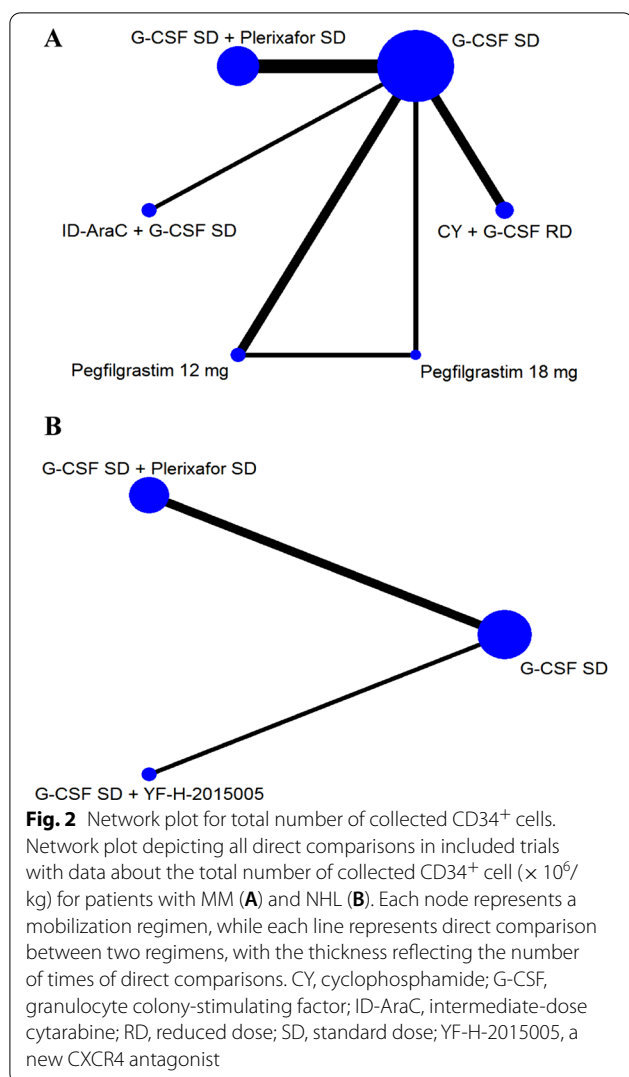 A
G-CSF SD + Plerixafor SD
G-CSF SD
ID-AraC + G-CSF SD
CY + G-CSF RD
Pegfilgrastim 12 mg
Pegfilgrastim 18 mg
B
G-CSF SD + Plerixafor SD
G-CSF SD
G-CSF SD + YF-H-2015005
Fig. 2 Network plot for total number of collected CD34⁺ cells.
Network plot depicting all direct comparisons in included trials
with data about the total number of collected CD34⁺ cell (× 10⁶/
kg) for patients with MM (A) and NHL (B). Each node represents a
mobilization regimen, while each line represents direct comparison
between two regimens, with the thickness reflecting the number
of times of direct comparisons. CY, cyclophosphamide; G-CSF,
granulocyte colony-stimulating factor; ID-AraC, intermediate-dose
cytarabine; RD, reduced dose; SD, standard dose; YF-H-2015005, a
new CXCR4 antagonist